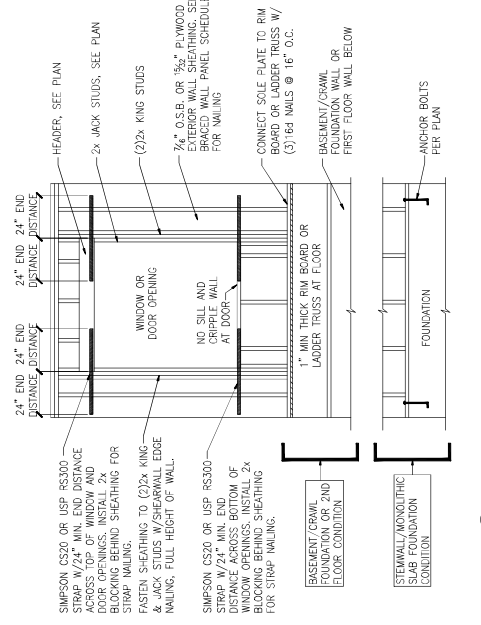 24" END
DISTANCE
24" END
DISTANCE
24" END
DISTANCE
24" END
DISTANCE
HEADER, SEE PLAN
2x JACK STUDS, SEE PLAN
(2)2x KING STUDS
7/16" O.S.B. OR 15/32" PLYWOOD
EXTERIOR WALL SHEATHING. SEE
BRACED WALL PANEL SCHEDULE
FOR NAILING
CONNECT SOLE PLATE TO RIM
BOARD OR LADDER TRUSS W/
(3)16d NAILS @ 16" O.C.
BASEMENT/CRAWL
FOUNDATION WALL OR
FIRST FLOOR WALL BELOW
ANCHOR BOLTS
PER PLAN
WINDOW OR
DOOR OPENING
NO SILL AND
CRIPPLE WALL
AT DOOR
1" MIN THICK RIM BOARD OR
LADDER TRUSS AT FLOOR
FOUNDATION
SIMPSON CS20 OR USP RS300
STRAP W/24" MIN. END DISTANCE
ACROSS TOP OF WINDOW AND
DOOR OPENINGS. INSTALL 2x
BLOCKING BEHIND SHEATHING FOR
STRAP NAILING.
FASTEN SHEATHING TO (2)2x KING
& JACK STUDS W/SHEARWALL EDGE
NAILING, FULL HEIGHT OF WALL.
SIMPSON CS20 OR USP RS300
STRAP W/24" MIN. END
DISTANCE ACROSS BOTTOM OF
WINDOW OPENINGS. INSTALL 2x
BLOCKING BEHIND SHEATHING
FOR STRAP NAILING.
BASEMENT/CRAWL
FOUNDATION OR 2ND
FLOOR CONDITION
STEMWALL/MONOLITHIC
SLAB FOUNDATION
CONDITION